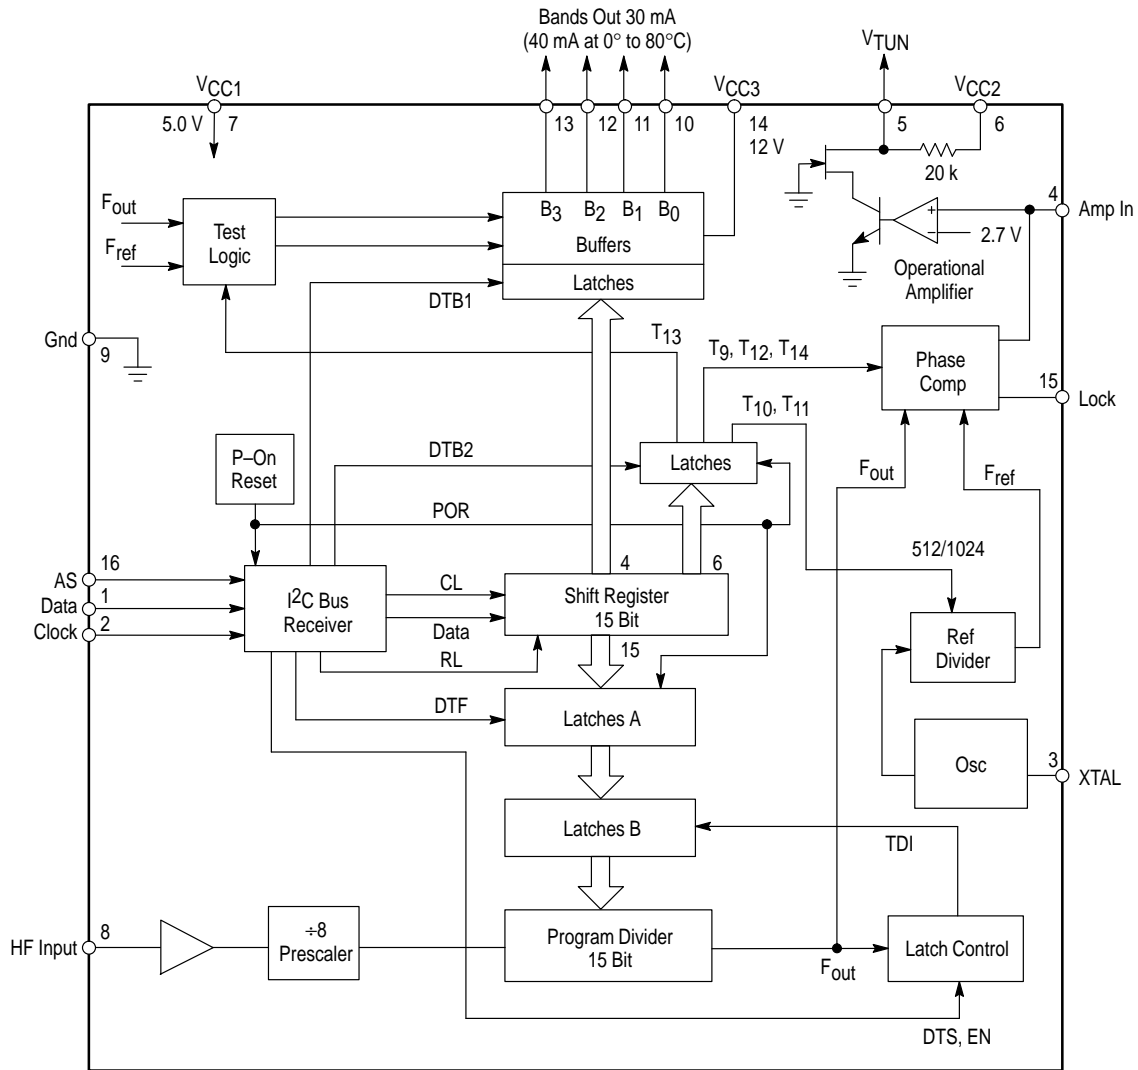 Bands Out 30 mA
(40 mA at 0° to 80°C)
VTUN
VCC1
VCC3
VCC2
5.0 V
7
13
12
11
10
14
12 V
5
6
20 k
4
Amp In
Fout
Fref
Test
Logic
B3
B2
B1
B0
Buffers
Latches
+
–
2.7 V
Operational
Amplifier
DTB1
Gnd
9
T13
T9, T12, T14
Phase
Comp
15
Lock
T10, T11
P–On
Reset
DTB2
Latches
Fout
Fref
POR
512/1024
16
AS
1
Data
2
Clock
I2C Bus
Receiver
CL
Data
RL
4
6
Shift Register
15 Bit
15
Ref
Divider
DTF
Latches A
Osc
3
XTAL
Latches B
TDI
8
HF Input
÷8
Prescaler
Program Divider
15 Bit
Fout
Latch Control
DTS, EN